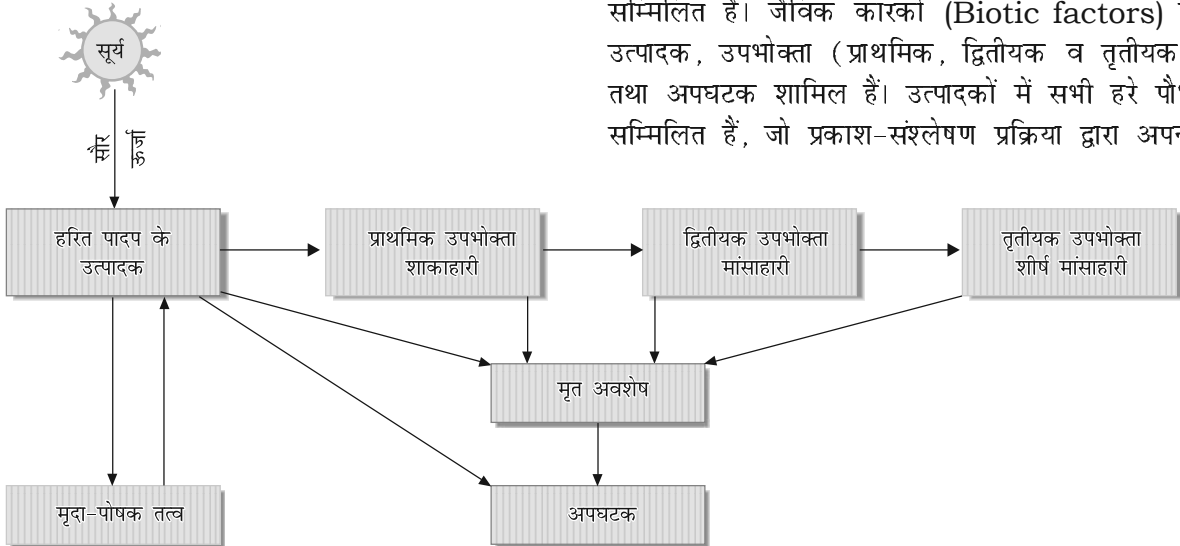 सम्मिलित हैं। जैविक कारकों (Biotic factors)
उत्पादक, उपभोक्ता (प्राथमिक, द्वितीयक व तृतीयक
तथा अपघटक शामिल हैं। उत्पादकों में सभी हरे
सम्मिलित हैं, जो प्रकाश-संश्लेषण प्रक्रिया द्वारा
सूर्य
सौर
ऊर्जा
हरित पादप के
उत्पादक
प्राथमिक उपभोक्ता
शाकाहारी
द्वितीयक उपभोक्ता
मांसाहारी
तृतीयक उपभोक्ता
शीर्ष मांसाहारी
मृत अवशेष
मृदा-पोषक तत्व
अपघटक